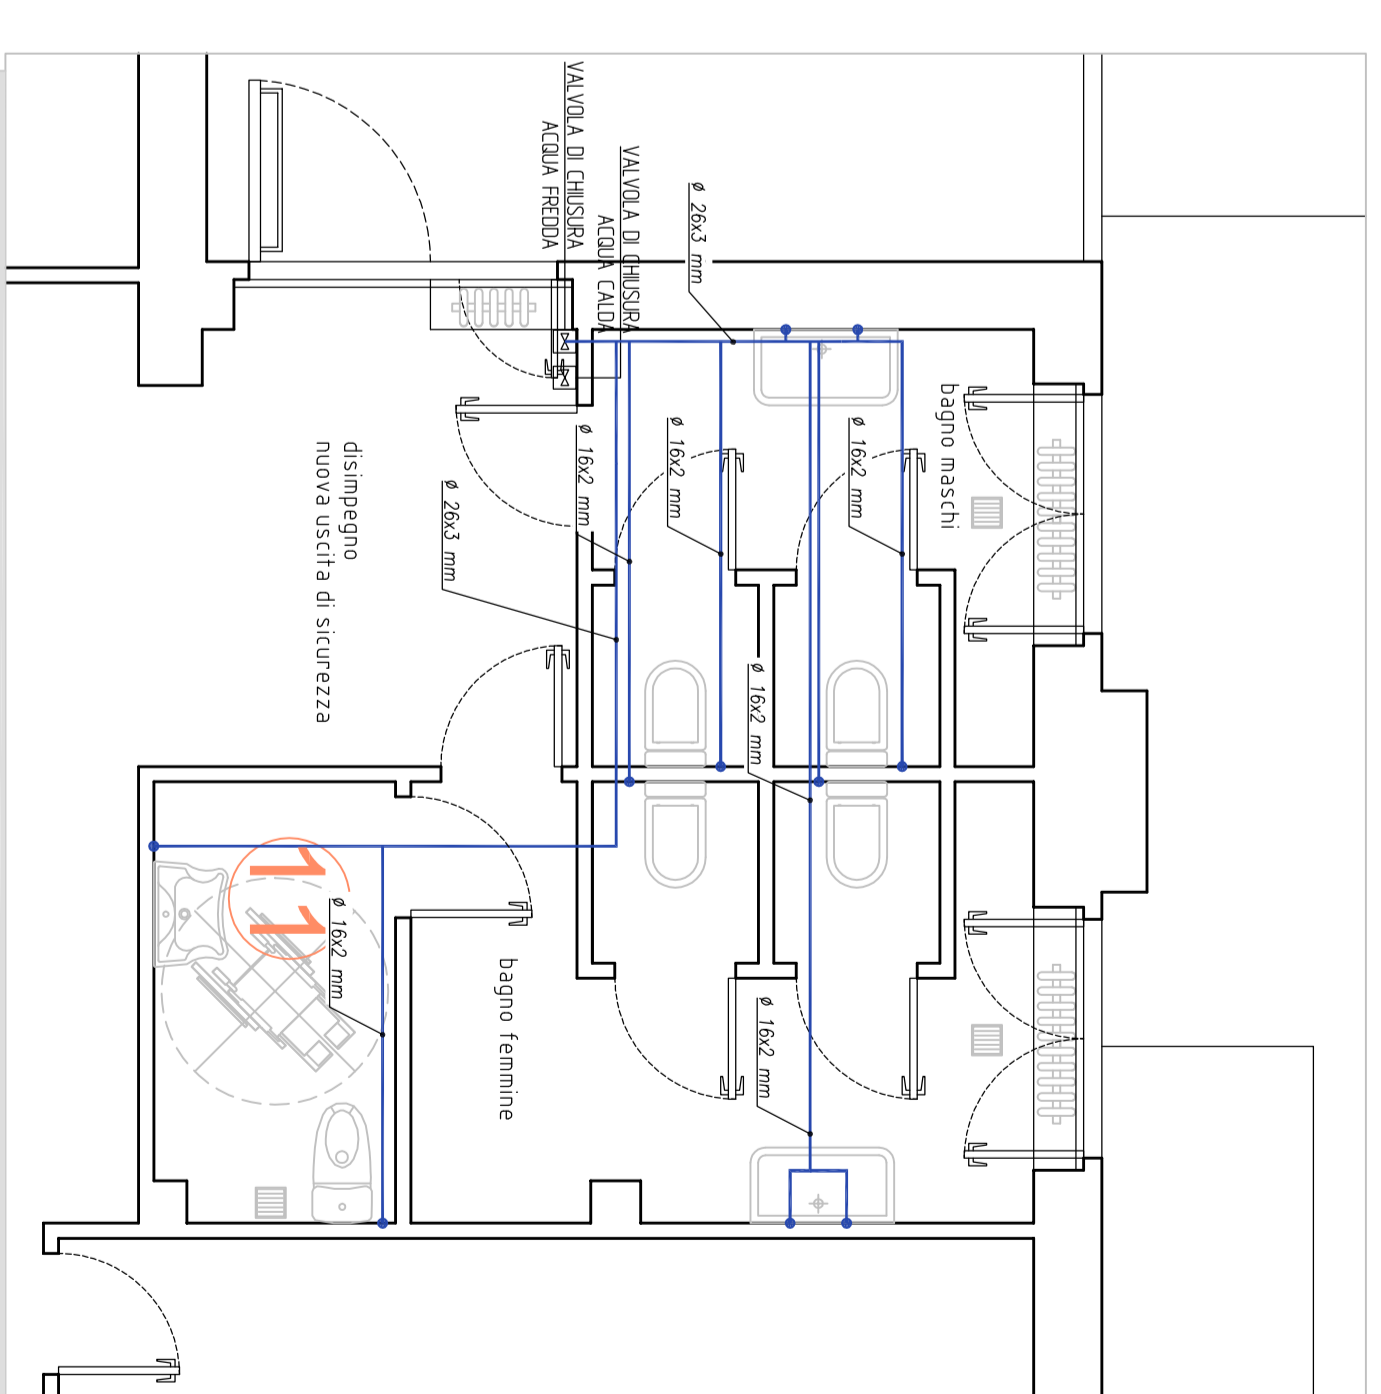 VALVOLA DI CHIUSURA
ACQUA FREDDA
VALVOLA DI CHIUSURA
ACQUA CALDA
ø 26x3 mm
bagno maschi
ø 16x2 mm
ø 16x2 mm
ø 16x2 mm
ø 26x3 mm
disimpegno
nuova uscita di sicurezza
ø 16x2 mm
11
ø 16x2 mm
bagno femmine
ø 16x2 mm